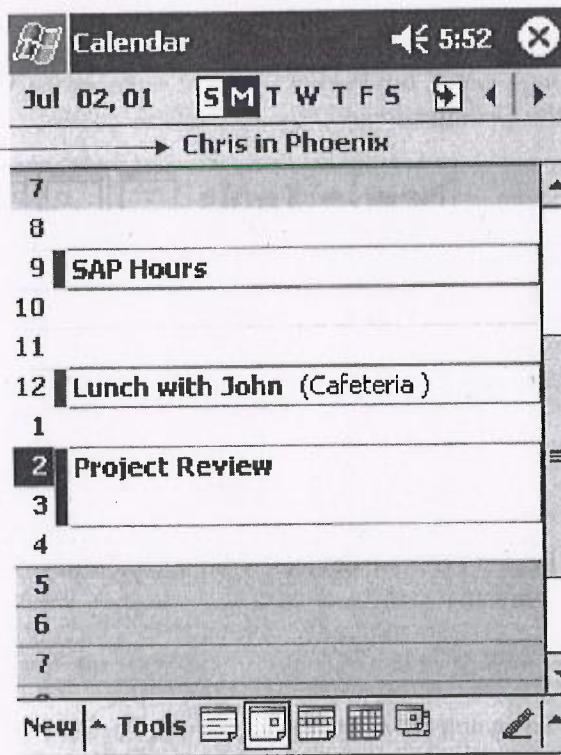 Calendar 5:52
Jul 02, 01 S M T W T F S
Chris in Phoenix
7
8
9 SAP Hours
10
11
12 Lunch with John (Cafeteria )
1
2 Project Review
3
4
5
6
7
New Tools